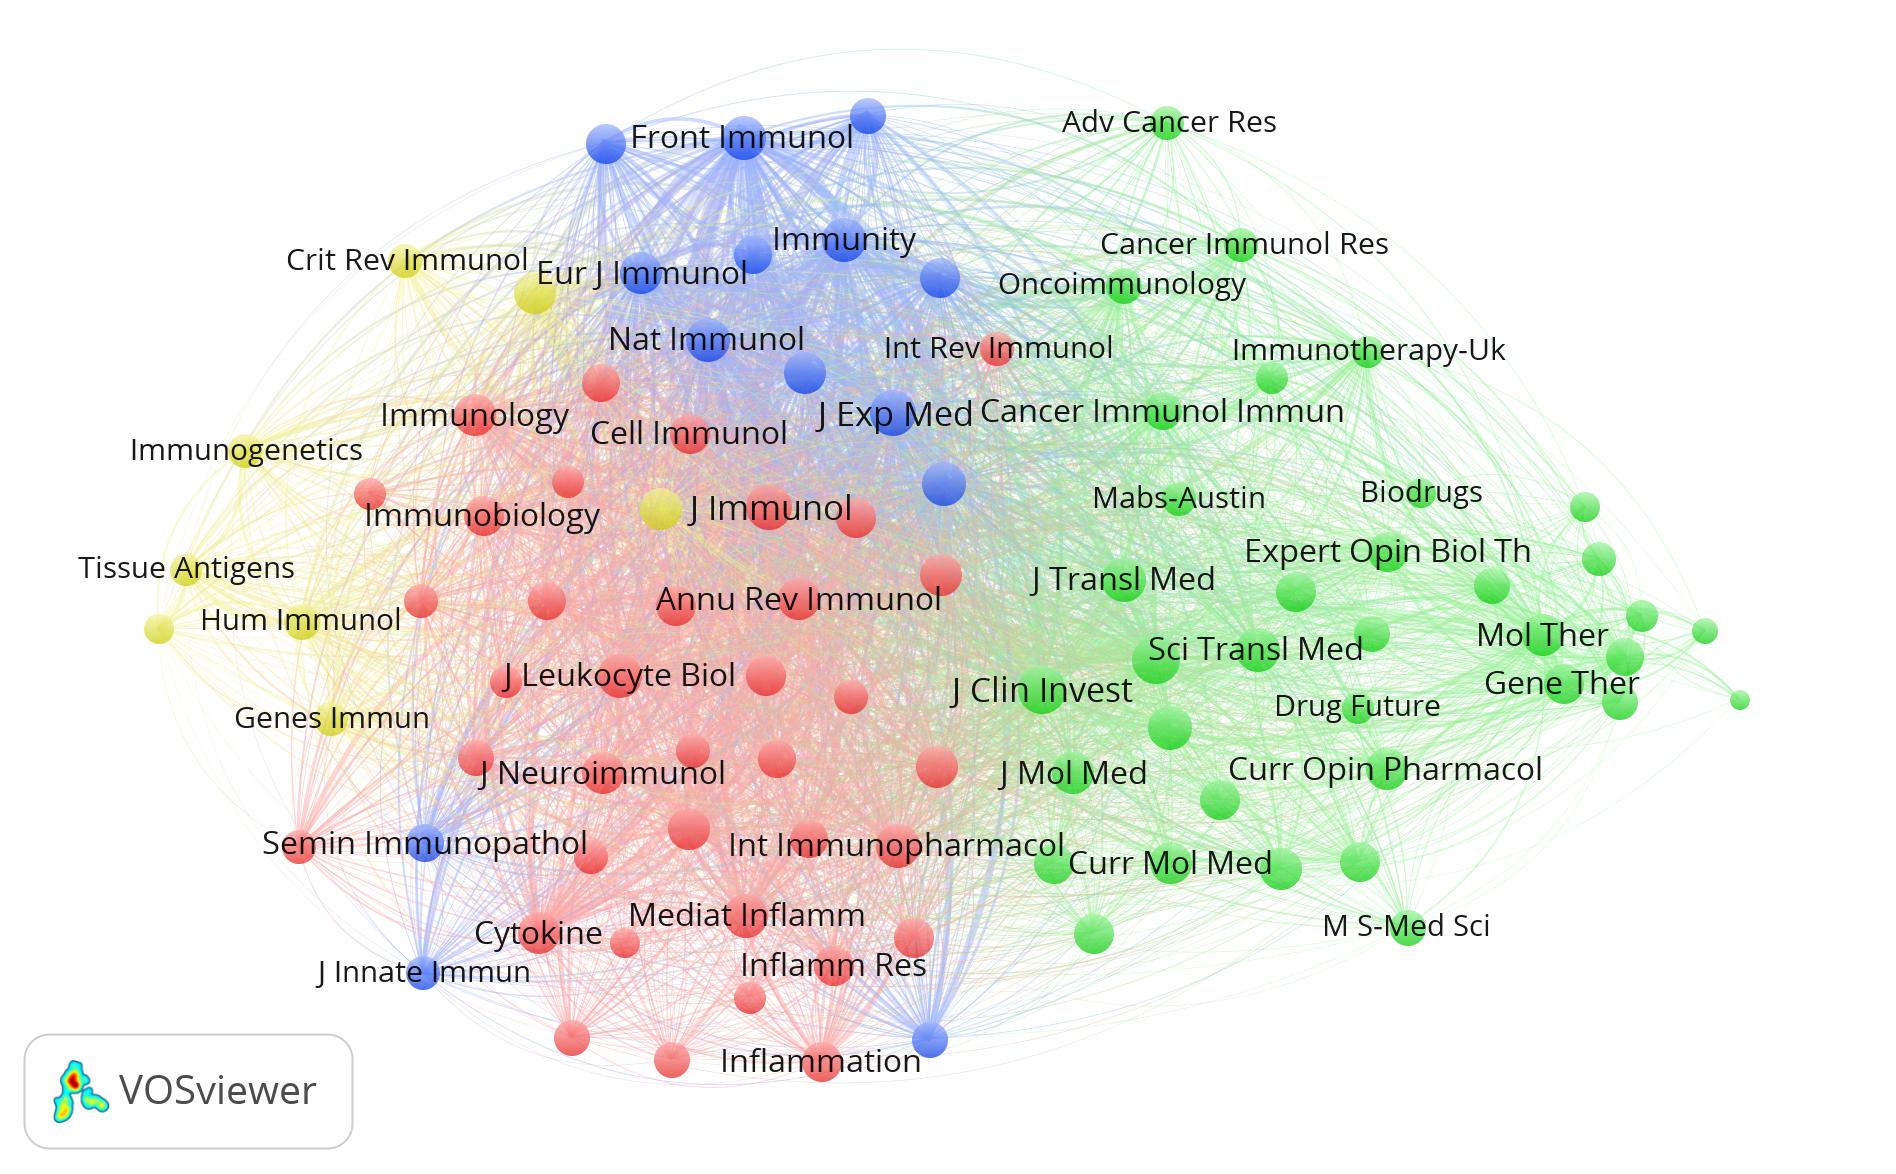 Adv Cancer Res
Front Immunol
Immunity
Cancer Immunol Res
Crit Rev Immunol
Eur J Immunol
Oncoimmunology
Nat Immunol
Int Rev Immunol
Immunotherapy-Uk
Immunology
J Exp Med
Cancer Immunol Immun
Cell Immunol
Immunogenetics
Biodrugs
Mabs-Austin
J Immunol
Immunobiology
Expert Opin Biol Th
Tissue Antigens
J Transl Med
Annu Rev Immunol
Hum Immunol
Mol Ther
Sci Transl Med
J Leukocyte Biol
Gene Ther
J Clin Invest
Drug Future
Genes Immun
Curr Opin Pharmacol
J Neuroimmunol
J Mol Med
Semin Immunopathol
Int Immunopharmacol
Curr Mol Med
Mediat Inflamm
M S-Med Sci
Cytokine
Inflamm Res
J Innate Immun
Inflammation
VOSviewer